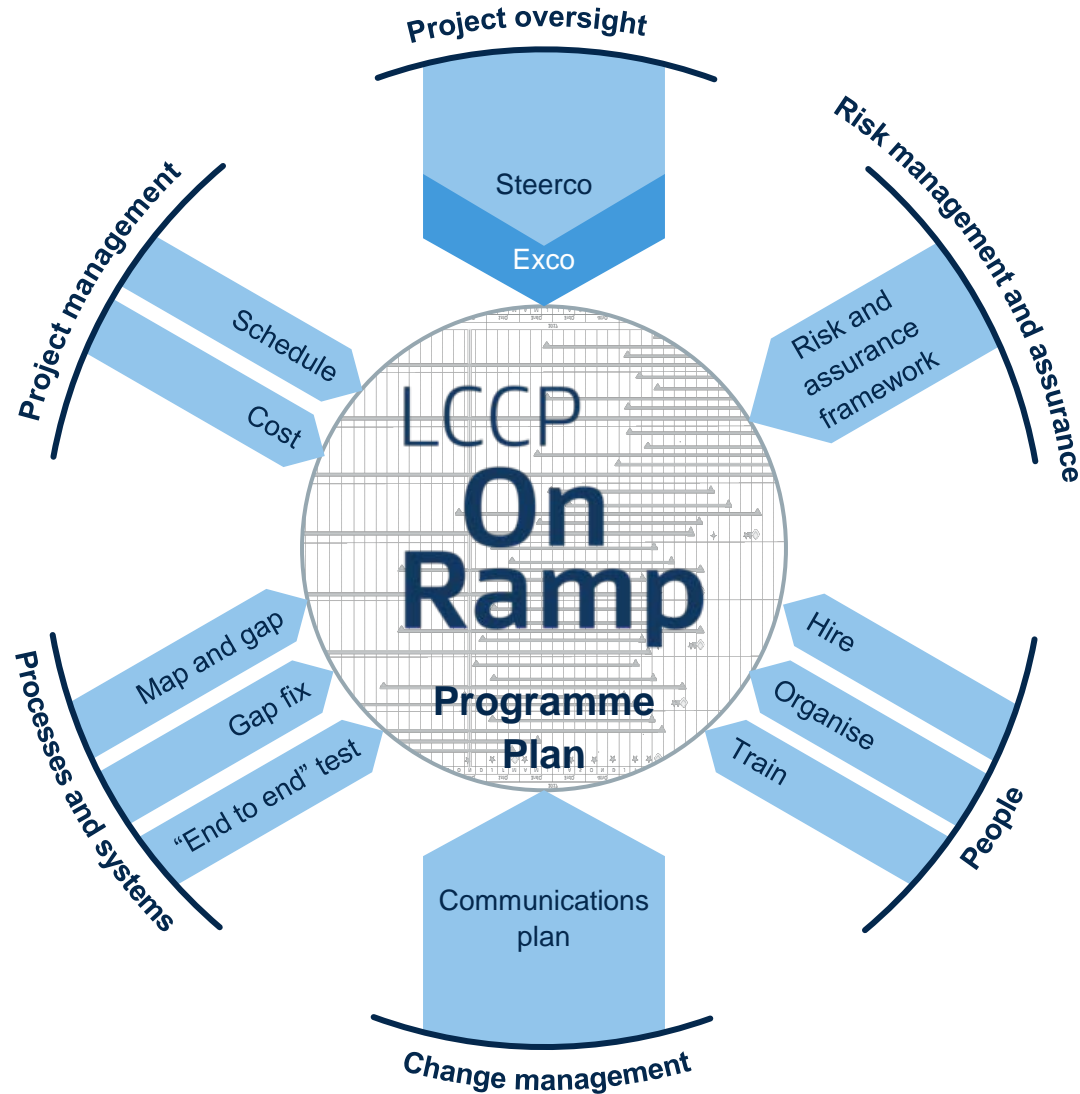 Project oversight
Steerco
Exco
Risk management and assurance
Risk and
assurance
framework
People
Hire
Organise
Train
Change management
Communications
plan
Processes and systems
Map and gap
Gap fix
“End to end” test
Project management
Schedule
Cost
LCCP
On
Ramp
Programme
Plan